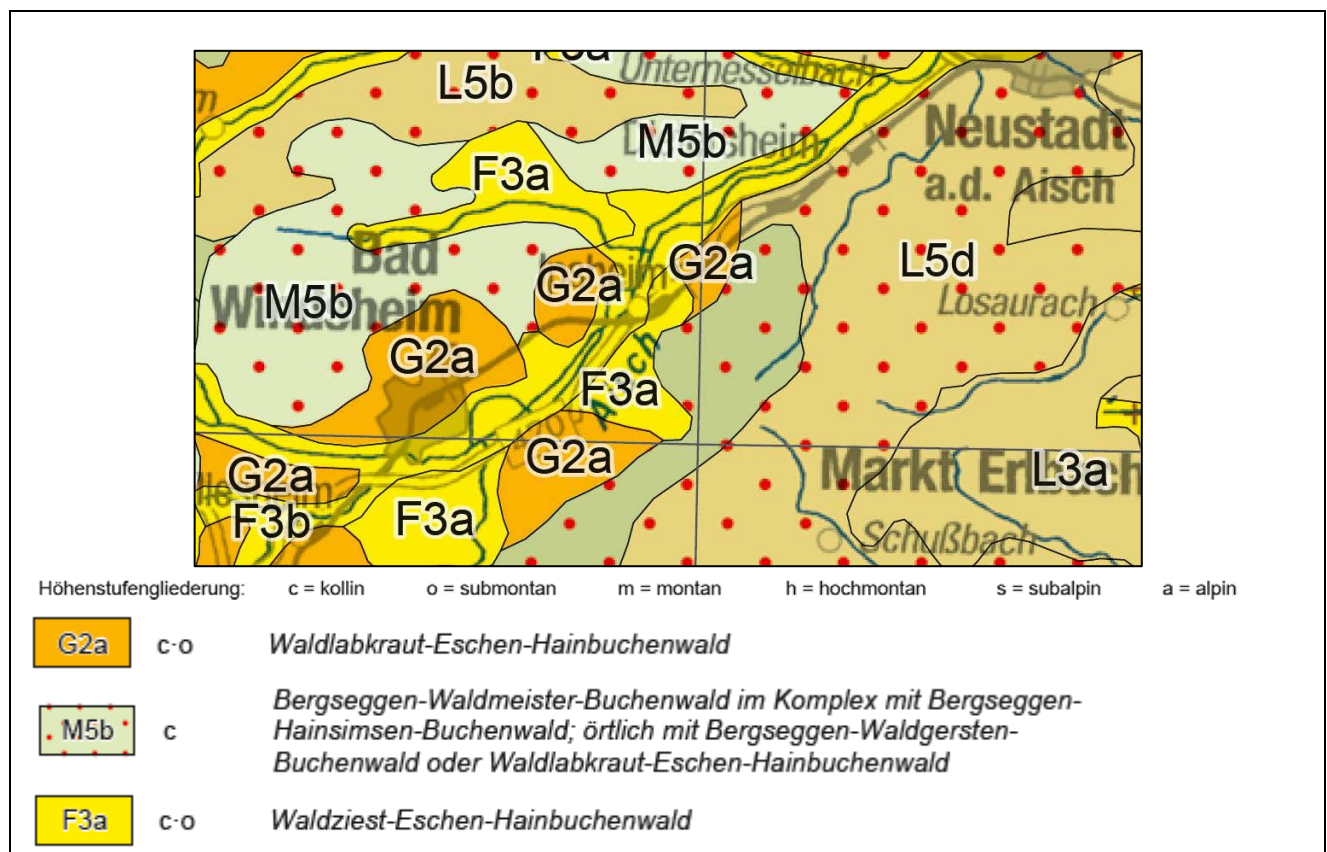 Unternesselbach
L5b
Neustadt
M5b
F3a
a.d. Aisch
Bad
G2a
G2a
L5d
M5b
Losaurach
G2a
F3a
G2a
Markt Erlbach
L3a
G2a
F3b
F3a
Schußbach
Höhenstufengliederung: c = kollin o = submontan m = montan h = hochmontan s = subalpin a = alpin
G2a c-o Waldlabkraut-Eschen-Hainbuchenwald
Bergseggen-Waldmeister-Buchenwald im Komplex mit Bergseggen-
M5b c Hainsimsen-Buchenwald; örtlich mit Bergseggen-Waldgersten-
Buchenwald oder Waldlabkraut-Eschen-Hainbuchenwald
F3a c-o Waldziest-Eschen-Hainbuchenwald